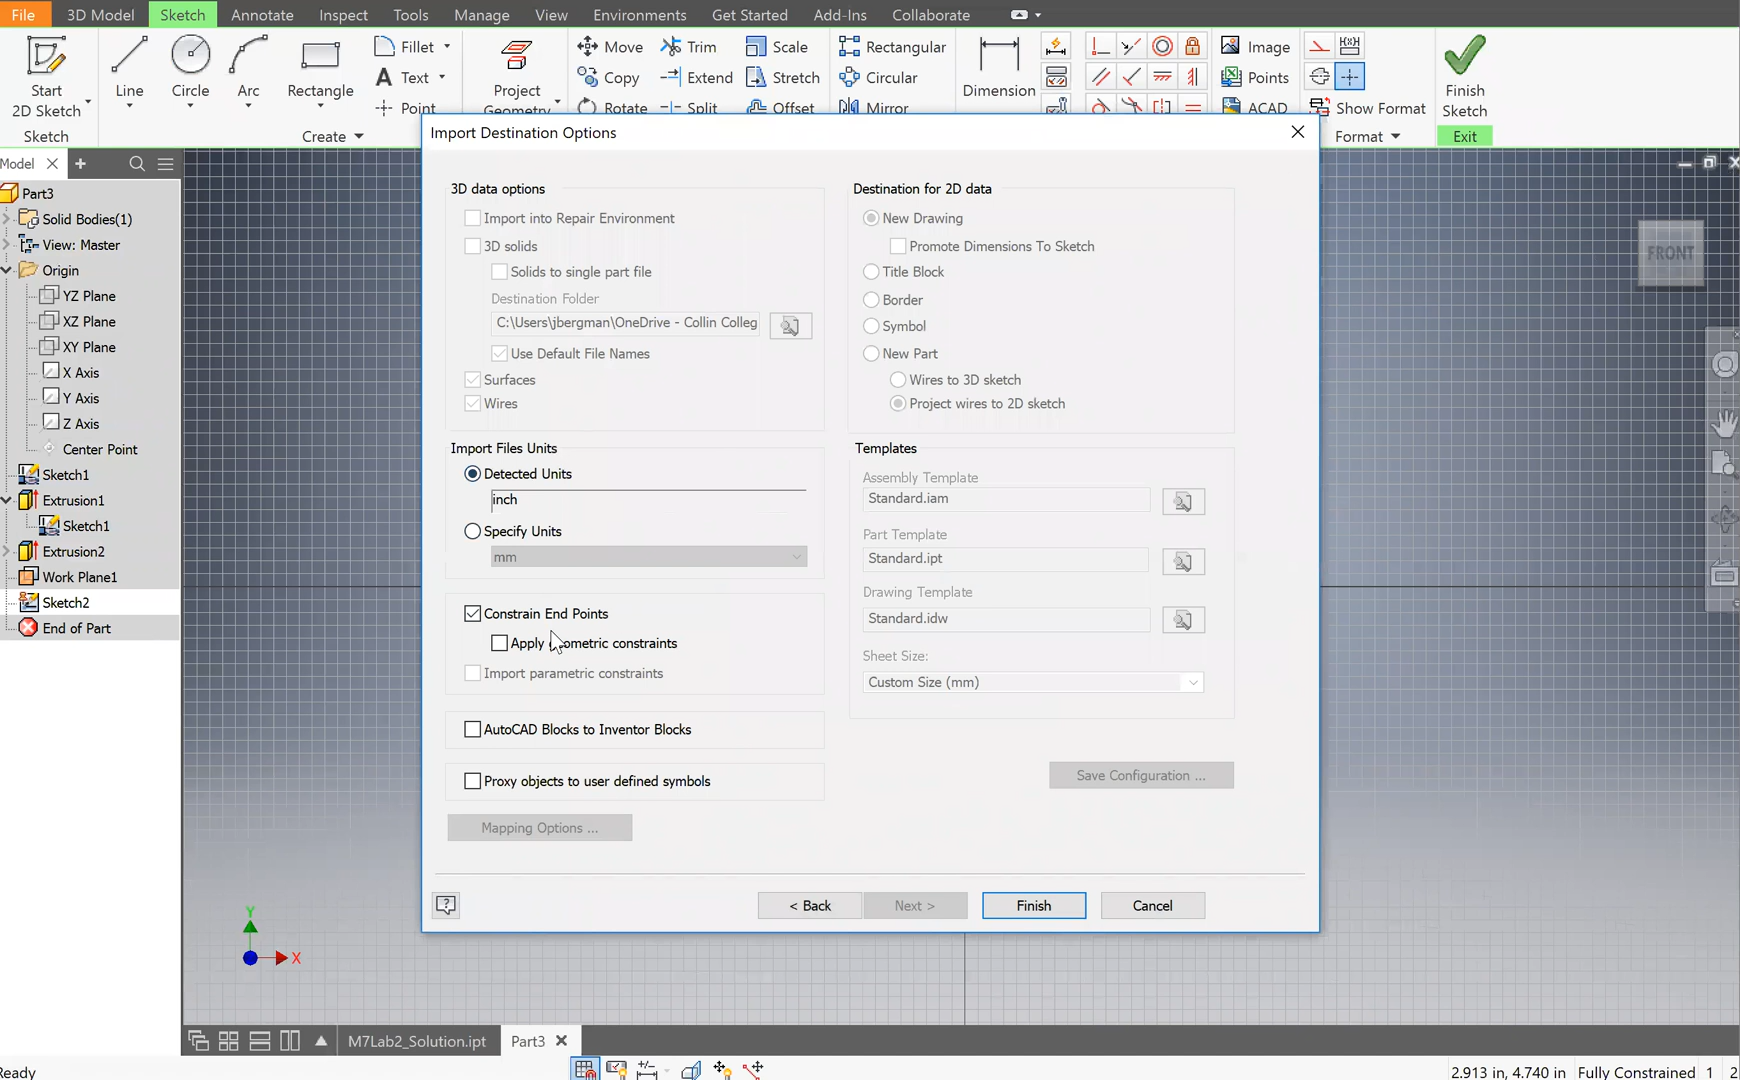 File 3D Model Sketch Annotate Inspect Tools Manage View Environments Get Started Add-Ins Collaborate
Start 2D Sketch
Line
Circle
Arc
Rectangle
Fillet
Text
Point
Project Geometry
Move
Copy
Rotate
Trim
Extend
Split
Scale
Stretch
Offset
Rectangular
Circular
Mirror
Dimension
Image
Points
ACAD
Show Format
Finish Sketch
Sketch
Create
Format
Exit
Model
Part3
Solid Bodies(1)
View: Master
Origin
YZ Plane
XZ Plane
XY Plane
X Axis
Y Axis
Z Axis
Center Point
Sketch1
Extrusion1
Sketch1
Extrusion2
Work Plane1
Sketch2
End of Part
Import Destination Options
3D data options
Import into Repair Environment
3D solids
Solids to single part file
Destination Folder
C:\Users\jbergman\OneDrive - Collin Colleg
Use Default File Names
Surfaces
Wires
Import Files Units
Detected Units
inch
Specify Units
mm
Constrain End Points
Apply
ometric constraints
Import parametric constraints
AutoCAD Blocks to Inventor Blocks
Proxy objects to user defined symbols
Mapping Options ...
Destination for 2D data
New Drawing
Promote Dimensions To Sketch
Title Block
Border
Symbol
New Part
Wires to 3D sketch
Project wires to 2D sketch
Templates
Assembly Template
Standard.iam
Part Template
Standard.ipt
Drawing Template
Standard.idw
Sheet Size:
Custom Size (mm)
Save Configuration ...
< Back
Next >
Finish
Cancel
FRONT
Y
X
M7Lab2_Solution.ipt
Part3
Ready
2.913 in, 4.740 in Fully Constrained 1 2